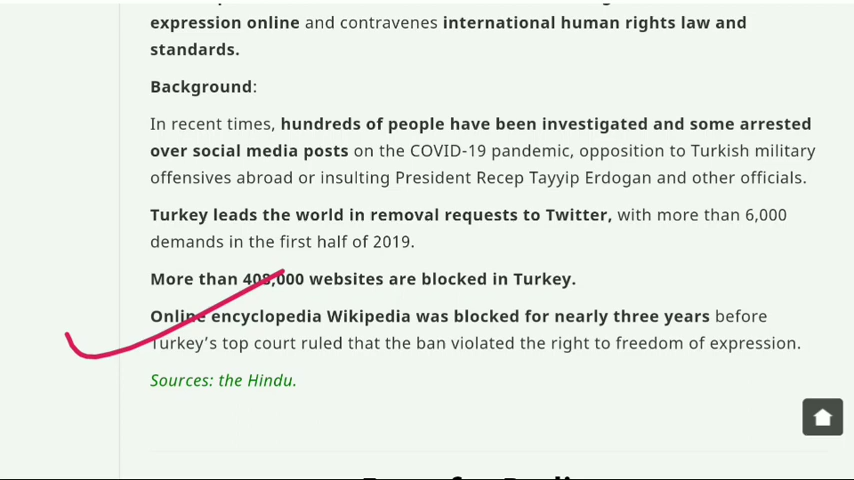 expression online and contravenes international human rights law and
standards.
Background:
In recent times, hundreds of people have been investigated and some arrested
over social media posts on the COVID-19 pandemic, opposition to Turkish military
offensives abroad or insulting President Recep Tayyip Erdogan and other officials.
Turkey leads the world in removal requests to Twitter, with more than 6,000
demands in the first half of 2019.
More than 408,000 websites are blocked in Turkey.
Online encyclopedia Wikipedia was blocked for nearly three years before
Turkey's top court ruled that the ban violated the right to freedom of expression.
Sources: the Hindu.